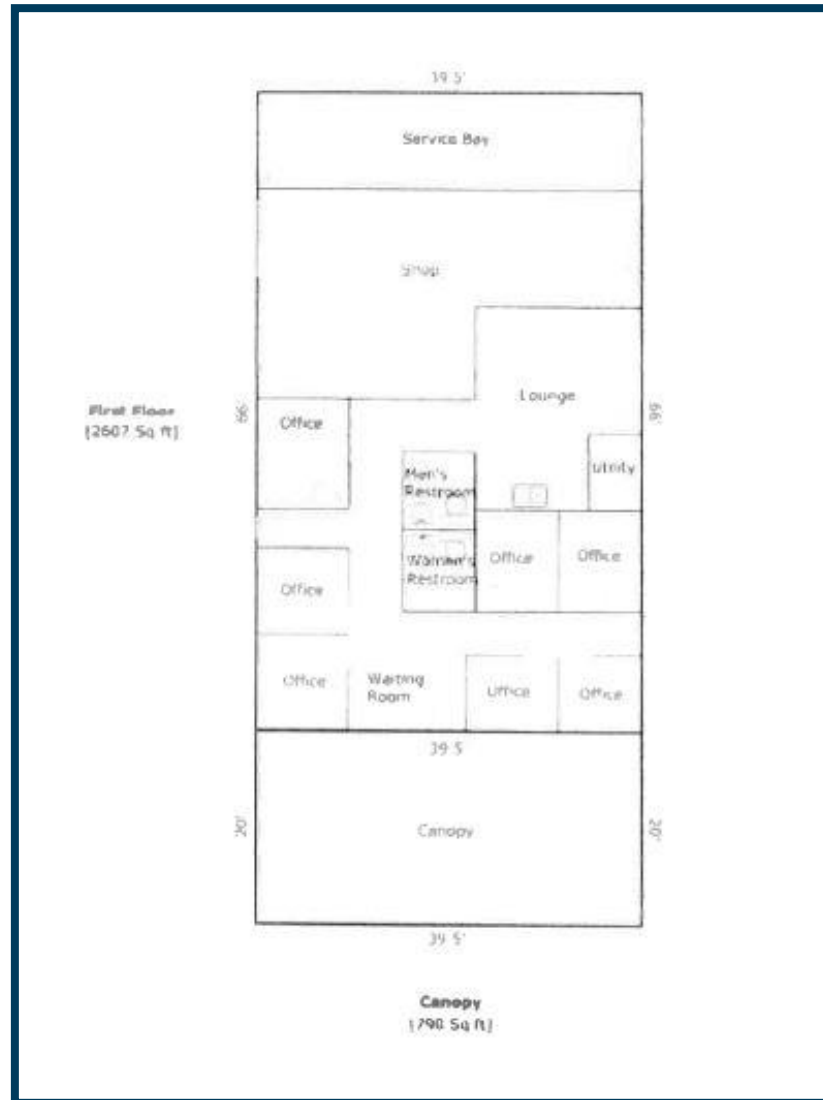 39 5'
Service Bay
Shop
Lounge
First Floor
(2607 Sq ft)
66'
66'
Office
Utility
Men's
Restroom
Women's
Restroom
Office
Office
Office
Office
Waiting
Room
Office
Office
39 5
20'
Canopy
20'
39 5'
Canopy
(790 Sq ft)